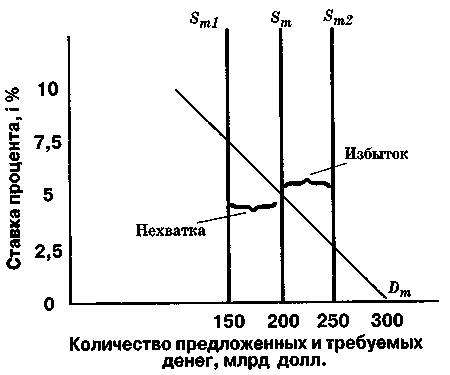 Sm1 Sm Sm2
Ставка процента, i %
10
7,5
5
2,5
0
Избыток
Нехватка
Dm
150 200 250 300
Количество предложенных и требуемых
денег, млрд долл.